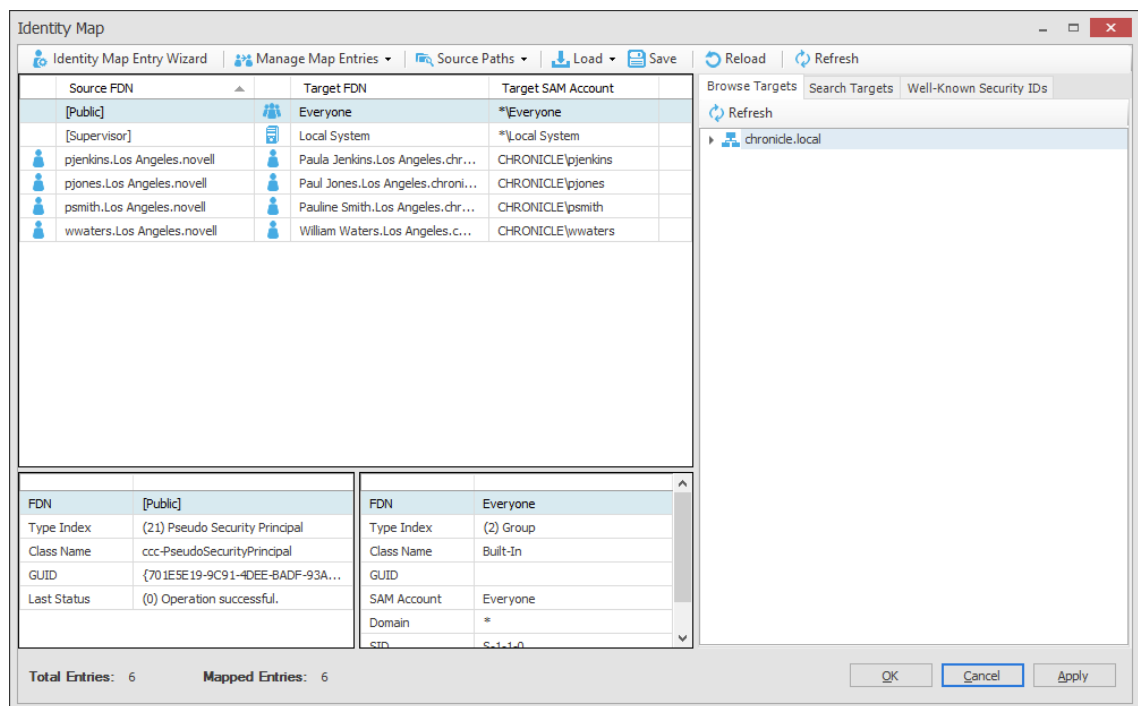 Identity Map
Identity Map Entry Wizard Manage Map Entries Source Paths Load Save Reload Refresh
Source FDN Target FDN Target SAM Account
[Public] Everyone *\Everyone
[Supervisor] Local System *\Local System
pjenkins.Los Angeles.novell Paula Jenkins.Los Angeles.chr... CHRONICLE\pjenkins
pjones.Los Angeles.novell Paul Jones.Los Angeles.chroni... CHRONICLE\pjones
psmith.Los Angeles.novell Pauline Smith.Los Angeles.chr... CHRONICLE\psmith
wwaters.Los Angeles.novell William Waters.Los Angeles.c... CHRONICLE\wwaters
Browse Targets Search Targets Well-Known Security IDs
Refresh
chronicle.local
FDN [Public]
Type Index (21) Pseudo Security Principal
Class Name ccc-PseudoSecurityPrincipal
GUID {701E5E19-9C91-4DEE-BADF-93A...
Last Status (0) Operation successful.
FDN Everyone
Type Index (2) Group
Class Name Built-In
GUID
SAM Account Everyone
Domain *
SID S-1-1-0
Total Entries: 6 Mapped Entries: 6
OK Cancel Apply